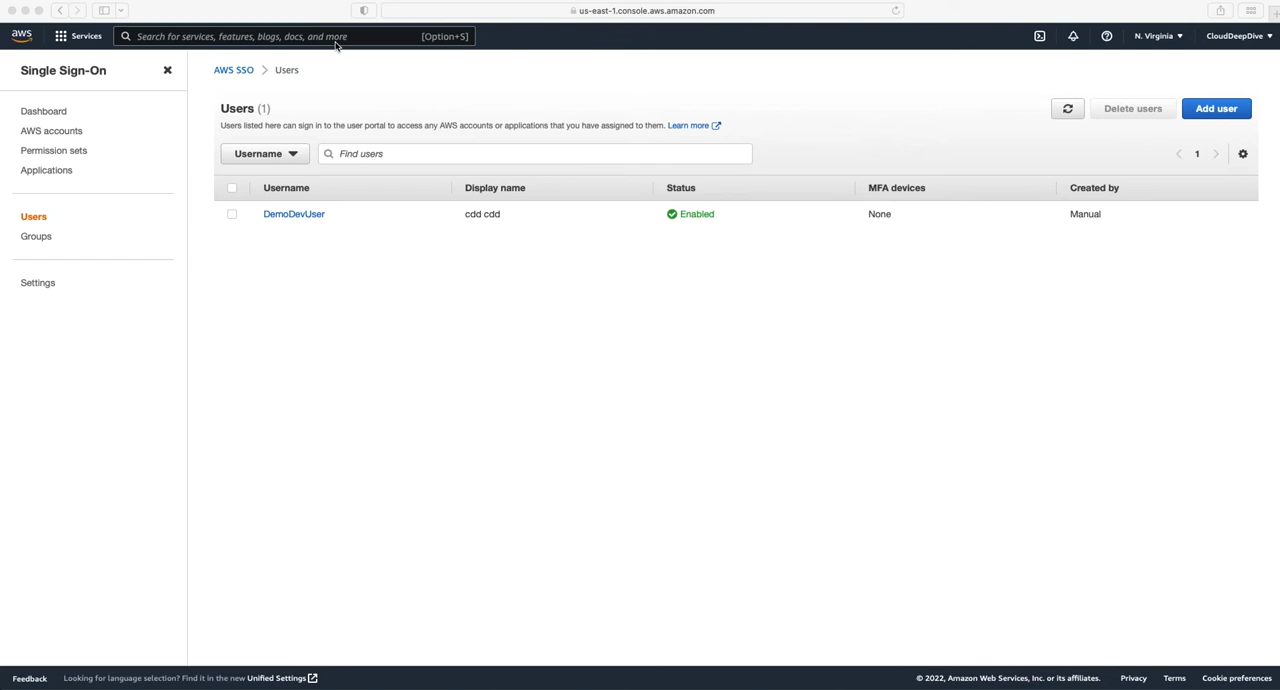 us-east-1.console.aws.amazon.com
aws Services Search for services, features, blogs, docs, and more [Option+S] N. Virginia CloudDeepDive
Single Sign-On
Dashboard
AWS accounts
Permission sets
Applications
Users
Groups
Settings
AWS SSO Users
Users (1)
Delete users Add user
Users listed here can sign in to the user portal to access any AWS accounts or applications that you have assigned to them. Learn more
Username Find users 1
Username Display name Status MFA devices Created by
DemoDevUser cdd cdd Enabled None Manual
Feedback Looking for language selection? Find it in the new Unified Settings © 2022, Amazon Web Services, Inc. or its affiliates. Privacy Terms Cookie preferences